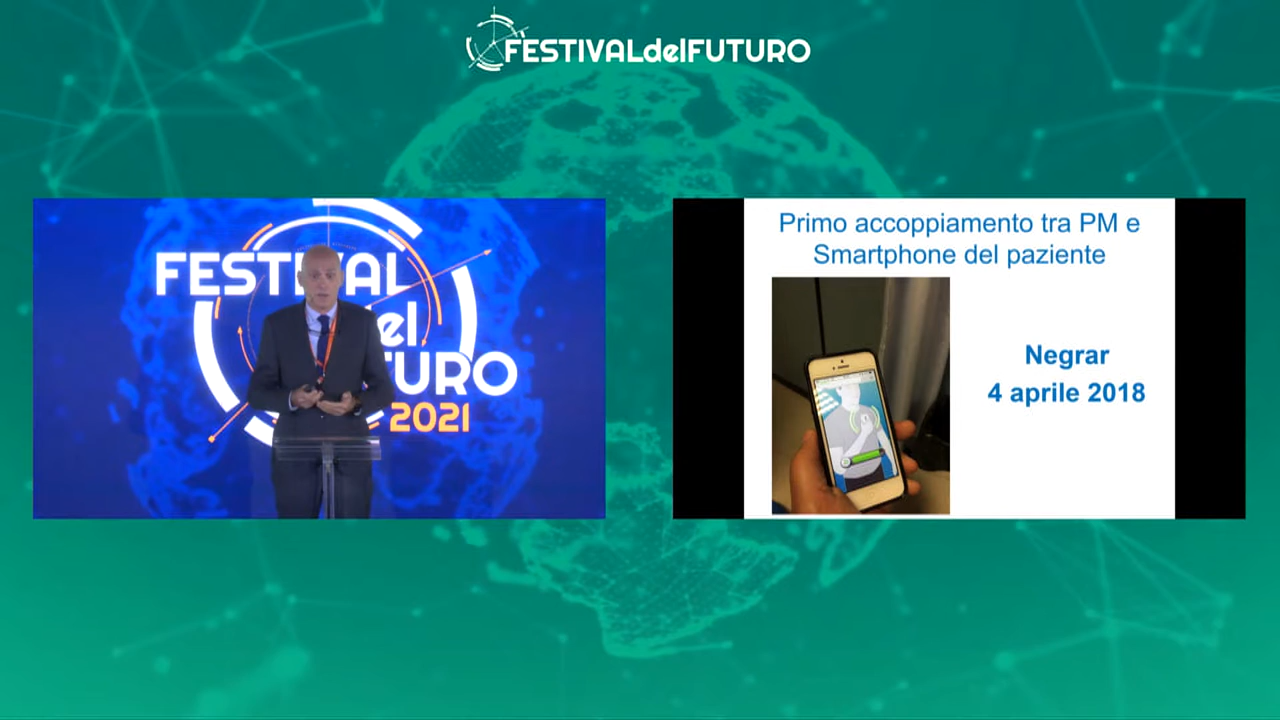 FESTIVALdelFUTURO
FESTIVAL
del
FUTURO
2021
Primo accoppiamento tra PM e
Smartphone del paziente
Negrar
4 aprile 2018